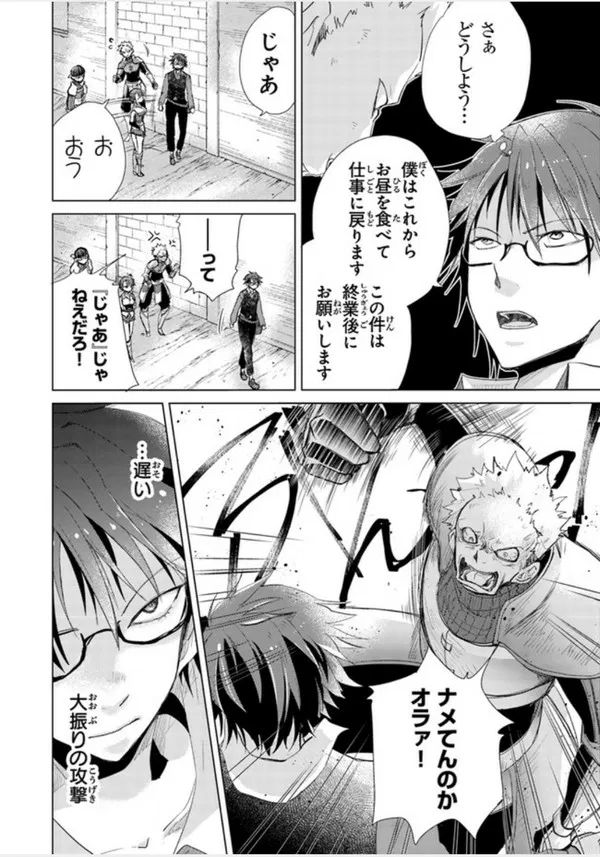 さぁ
どうしよう…
僕はこれから
お昼を食べて
仕事に戻ります
この件は
終業後に
お願いします
じゃあ
お
おう
――って
『じゃあ』じゃ
ねえだろ！
ナメてんのか
オラァ！
…遅い
大振りの攻撃